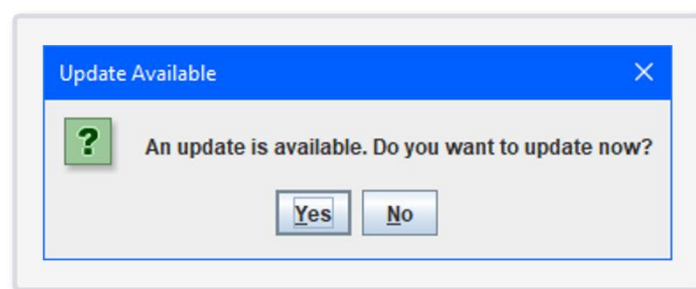 Update Available
?
An update is available. Do you want to update now?
Yes No